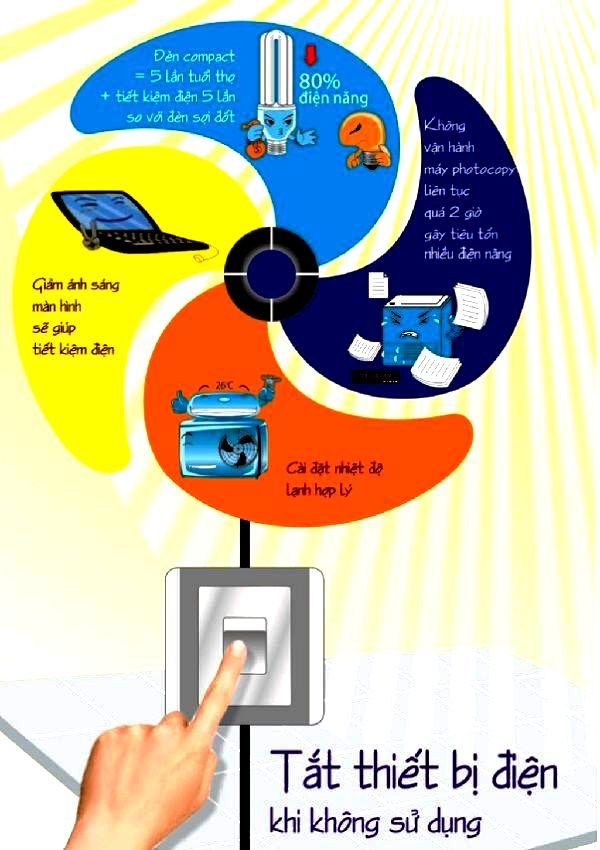 Đèn compact
= 5 lần tuổi thọ
+ tiết kiệm điện 5 lần
so với đèn sợi đốt
80%
điện năng
Không
vận hành
máy photocopy
liên tục
quá 2 giờ
gây tiêu tốn
nhiều điện năng
Giảm ánh sáng
màn hình
sẽ giúp
tiết kiệm điện
26°C
Cài đặt nhiệt độ
lạnh hợp lý
Tắt thiết bị điện
khi không sử dụng